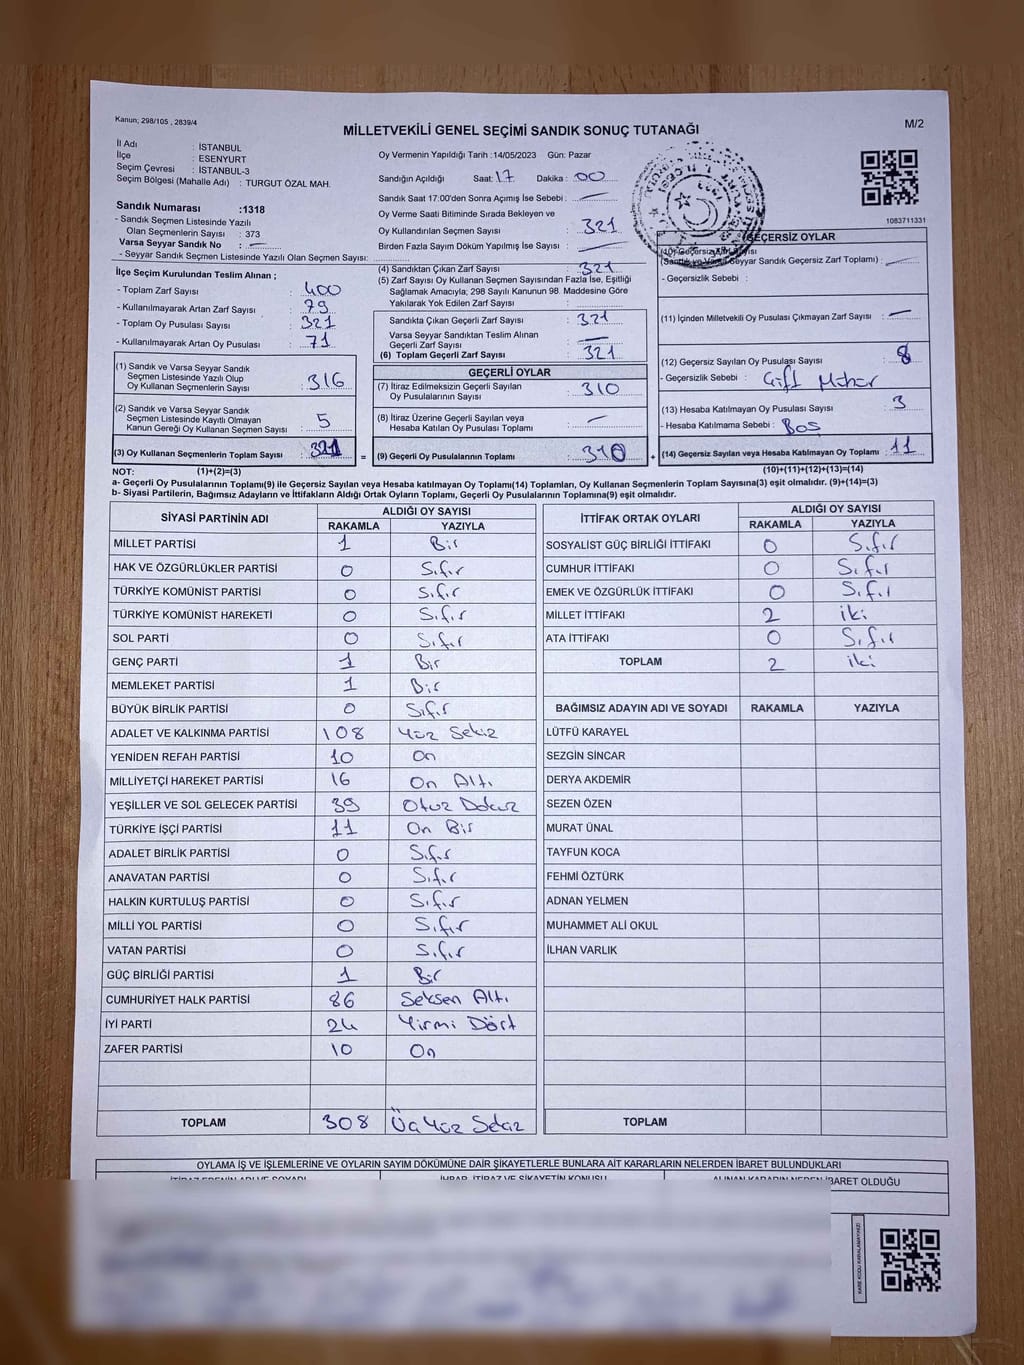 Kanun; 298/105 , 2839/4
MİLLETVEKİLİ GENEL SEÇİMİ SANDIK SONUÇ TUTANAĞI
M/2
İl Adı : İSTANBUL
İlçe : ESENYURT
Seçim Çevresi : İSTANBUL-3
Seçim Bölgesi (Mahalle Adı) : TURGUT ÖZAL MAH.
Sandık Numarası :1318
- Sandık Seçmen Listesinde Yazılı
Olan Seçmenlerin Sayısı : 373
Varsa Seyyar Sandık No : —
- Seyyar Sandık Seçmen Listesinde Yazılı Olan Seçmen Sayısı:
İlçe Seçim Kurulundan Teslim Alınan ;
- Toplam Zarf Sayısı : 400
- Kullanılmayarak Artan Zarf Sayısı : 79
- Toplam Oy Pusulası Sayısı : 321
- Kullanılmayarak Artan Oy Pusulası : 71
(1) Sandık ve Varsa Seyyar Sandık
Seçmen Listesinde Yazılı Olup
Oy Kullanan Seçmenlerin Sayısı : 316
(2) Sandık ve Varsa Seyyar Sandık
Seçmen Listesinde Kayıtlı Olmayan
Kanun Gereği Oy Kullanan Seçmen Sayısı : 5
(3) Oy Kullanan Seçmenlerin Toplam Sayısı : 321
Oy Vermenin Yapıldığı Tarih :14/05/2023 Gün: Pazar
Sandığın Açıldığı Saat: 17 Dakika : 00
Sandık Saat 17:00'den Sonra Açımış İse Sebebi : —
Oy Verme Saati Bitiminde Sırada Bekleyen ve
Oy Kullandırılan Seçmen Sayısı : 321
Birden Fazla Sayım Döküm Yapılmış İse Sayısı : —
(4) Sandıktan Çıkan Zarf Sayısı : 321
(5) Zarf Sayısı Oy Kullanan Seçmen Sayısından Fazla İse, Eşitliği
Sağlamak Amacıyla; 298 Sayılı Kanunun 98. Maddesine Göre
Yakılarak Yok Edilen Zarf Sayısı :
Sandıkta Çıkan Geçerli Zarf Sayısı : 321
Varsa Seyyar Sandıktan Teslim Alınan
Geçerli Zarf Sayısı : —
(6) Toplam Geçerli Zarf Sayısı : 321
GEÇERLİ OYLAR
(7) İtiraz Edilmeksizin Geçerli Sayılan
Oy Pusulalarının Sayısı : 310
(8) İtiraz Üzerine Geçerli Sayılan veya
Hesaba Katılan Oy Pusulası Toplamı : —
= (9) Geçerli Oy Pusulalarının Toplamı : 310 +
1083711331
GEÇERSİZ OYLAR
- Geçersizlik Sebebi :
(11) İçinden Milletvekili Oy Pusulası Çıkmayan Zarf Sayısı : —
(12) Geçersiz Sayılan Oy Pusulası Sayısı : 8
- Geçersizlik Sebebi : Çift Mühür
(13) Hesaba Katılmayan Oy Pusulası Sayısı : 3
- Hesaba Katılmama Sebebi : Boş
(14) Geçersiz Sayılan veya Hesaba Katılmayan Oy Toplamı : 11
NOT: (1)+(2)=(3) (10)+(11)+(12)+(13)=(14)
a- Geçerli Oy Pusulalarının Toplamı(9) ile Geçersiz Sayılan veya Hesaba katılmayan Oy Toplamı(14) Toplamları, Oy Kullanan Seçmenlerin Toplam Sayısına(3) eşit olmalıdır. (9)+(14)=(3)
b- Siyasi Partilerin, Bağımsız Adayların ve İttifakların Aldığı Ortak Oyların Toplamı, Geçerli Oy Pusulalarının Toplamına(9) eşit olmalıdır.
SİYASİ PARTİNİN ADI ALDIĞI OY SAYISI
RAKAMLA YAZIYLA
MİLLET PARTİSİ 1 Bir
HAK VE ÖZGÜRLÜKLER PARTİSİ 0 Sıfır
TÜRKİYE KOMÜNİST PARTİSİ 0 Sıfır
TÜRKİYE KOMÜNİST HAREKETİ 0 Sıfır
SOL PARTİ 0 Sıfır
GENÇ PARTİ 1 Bir
MEMLEKET PARTİSİ 1 Bir
BÜYÜK BİRLİK PARTİSİ 0 Sıfır
ADALET VE KALKINMA PARTİSİ 108 Yüz Sekiz
YENİDEN REFAH PARTİSİ 10 On
MİLLİYETÇİ HAREKET PARTİSİ 16 On Altı
YEŞİLLER VE SOL GELECEK PARTİSİ 39 Otuz Dokuz
TÜRKİYE İŞÇİ PARTİSİ 11 On Bir
ADALET BİRLİK PARTİSİ 0 Sıfır
ANAVATAN PARTİSİ 0 Sıfır
HALKIN KURTULUŞ PARTİSİ 0 Sıfır
MİLLİ YOL PARTİSİ 0 Sıfır
VATAN PARTİSİ 0 Sıfır
GÜÇ BİRLİĞİ PARTİSİ 1 Bir
CUMHURİYET HALK PARTİSİ 86 Seksen Altı
İYİ PARTİ 24 Yirmi Dört
ZAFER PARTİSİ 10 On
TOPLAM 308 Üç Yüz Sekiz
İTTİFAK ORTAK OYLARI ALDIĞI OY SAYISI
RAKAMLA YAZIYLA
SOSYALİST GÜÇ BİRLİĞİ İTTİFAKI 0 Sıfır
CUMHUR İTTİFAKI 0 Sıfır
EMEK VE ÖZGÜRLÜK İTTİFAKI 0 Sıfır
MİLLET İTTİFAKI 2 iki
ATA İTTİFAKI 0 Sıfır
TOPLAM 2 iki
BAĞIMSIZ ADAYIN ADI VE SOYADI RAKAMLA YAZIYLA
LÜTFÜ KARAYEL
SEZGİN SİNCAR
DERYA AKDEMİR
SEZEN ÖZEN
MURAT ÜNAL
TAYFUN KOCA
FEHMİ ÖZTÜRK
ADNAN YELMEN
MUHAMMET ALİ OKUL
İLHAN VARLIK
TOPLAM
OYLAMA İŞ VE İŞLEMLERİNE VE OYLARIN SAYIM DÖKÜMÜNE DAİR ŞİKAYETLERLE BUNLARA AİT KARARLARIN NELERDEN İBARET BULUNDUKLARI
İHBAR, İTİRAZ VE ŞİKAYETİN KONUSU
İBARET OLDUĞU
KARE KODU KARALAMAYINIZ!